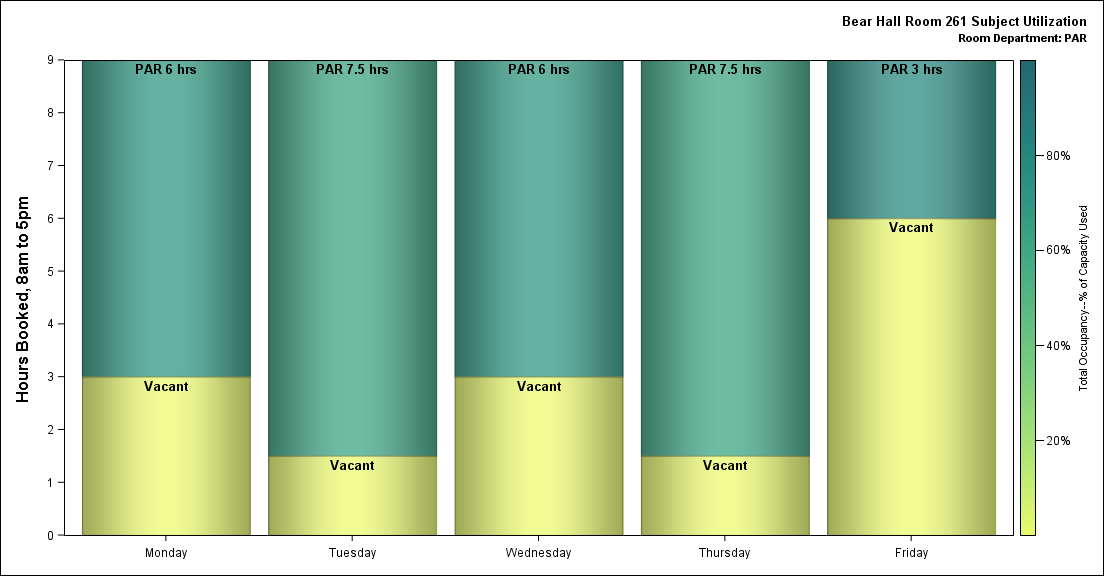 Bear Hall Room 261 Subject Utilization
Room Department: PAR
Hours Booked, 8am to 5pm
9
8
7
6
5
4
3
2
1
0
PAR 6 hrs
Vacant
PAR 7.5 hrs
Vacant
PAR 6 hrs
Vacant
PAR 7.5 hrs
Vacant
PAR 3 hrs
Vacant
Monday
Tuesday
Wednesday
Thursday
Friday
80%
60%
40%
20%
Total Occupancy--% of Capacity Used